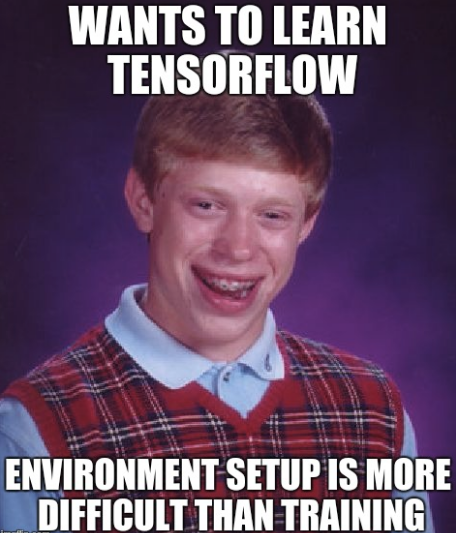 WANTS TO LEARN
TENSORFLOW
ENVIRONMENT SETUP IS MORE
DIFFICULT THAN TRAINING